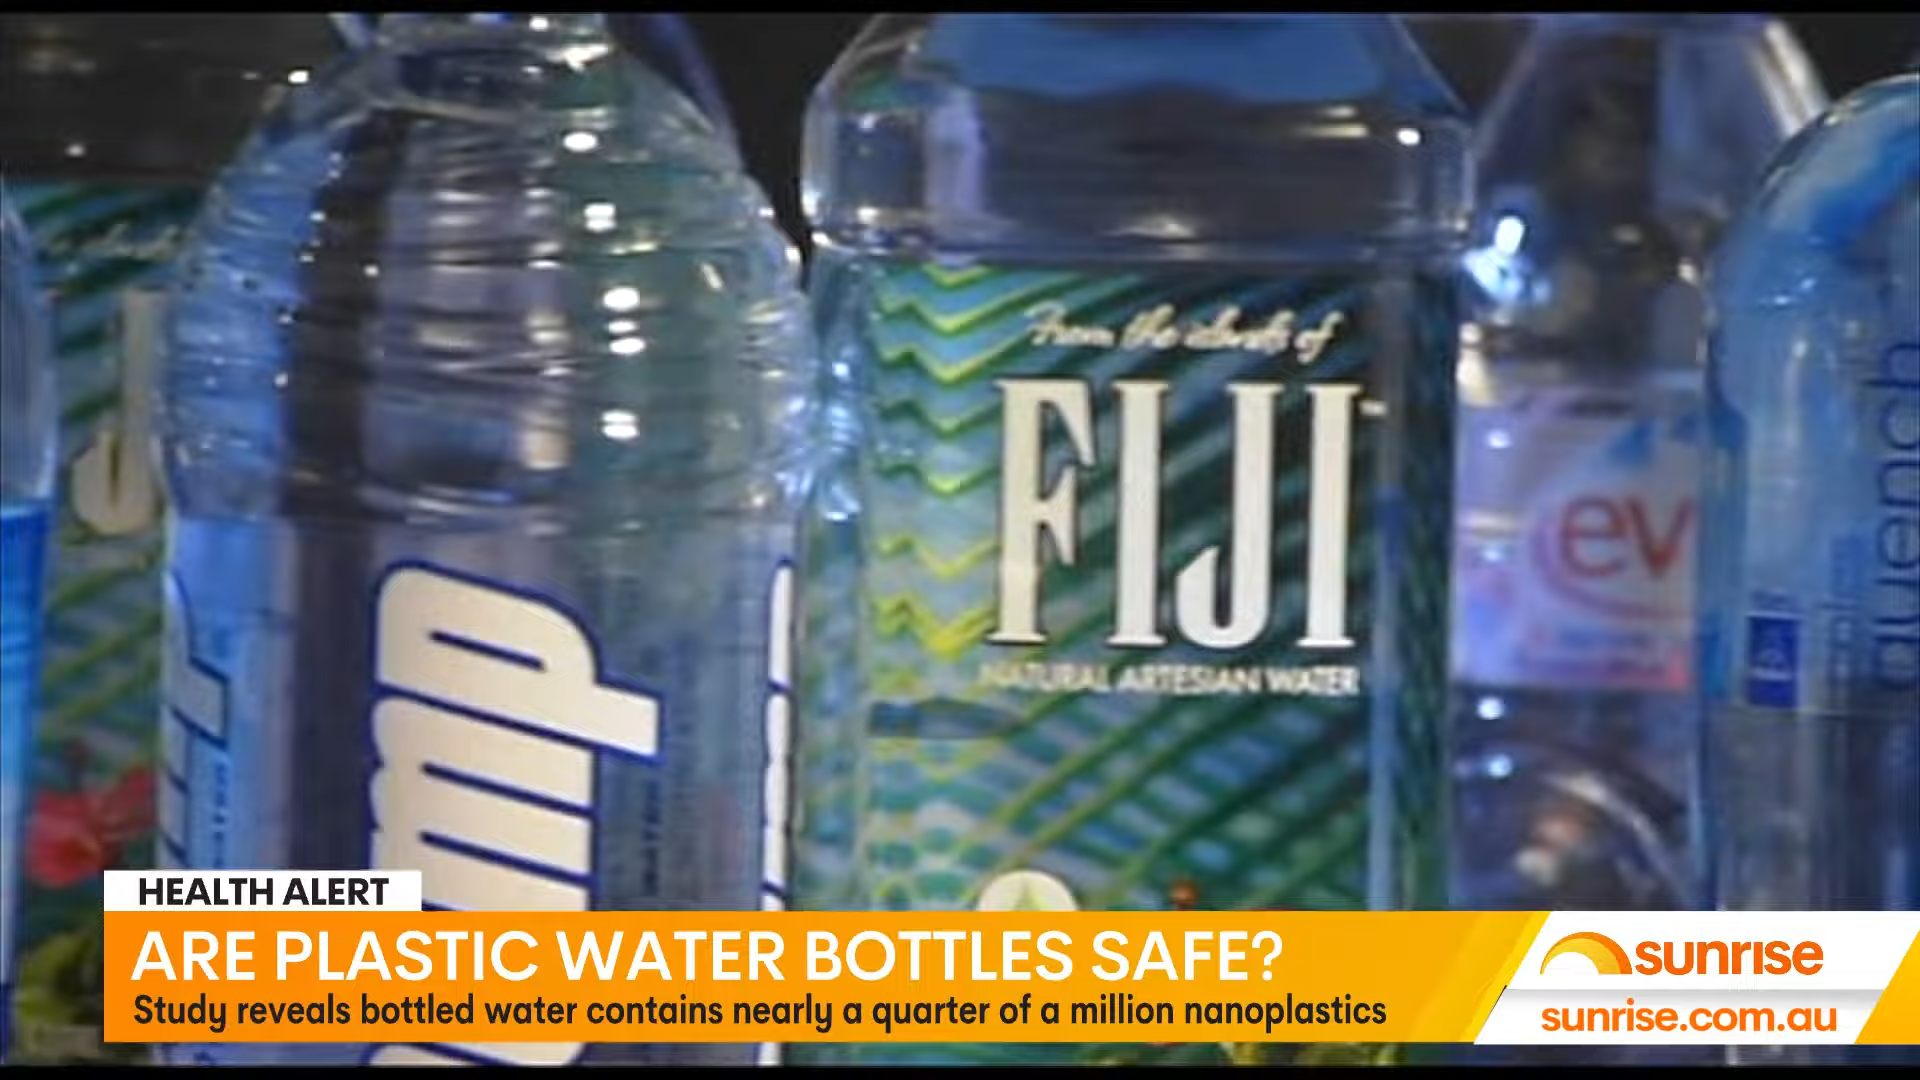 From the islands of
FIJI
NATURAL ARTESIAN WATER
ev
quench
HEALTH ALERT
ARE PLASTIC WATER BOTTLES SAFE?
Study reveals bottled water contains nearly a quarter of a million nanoplastics
sunrise
sunrise.com.au